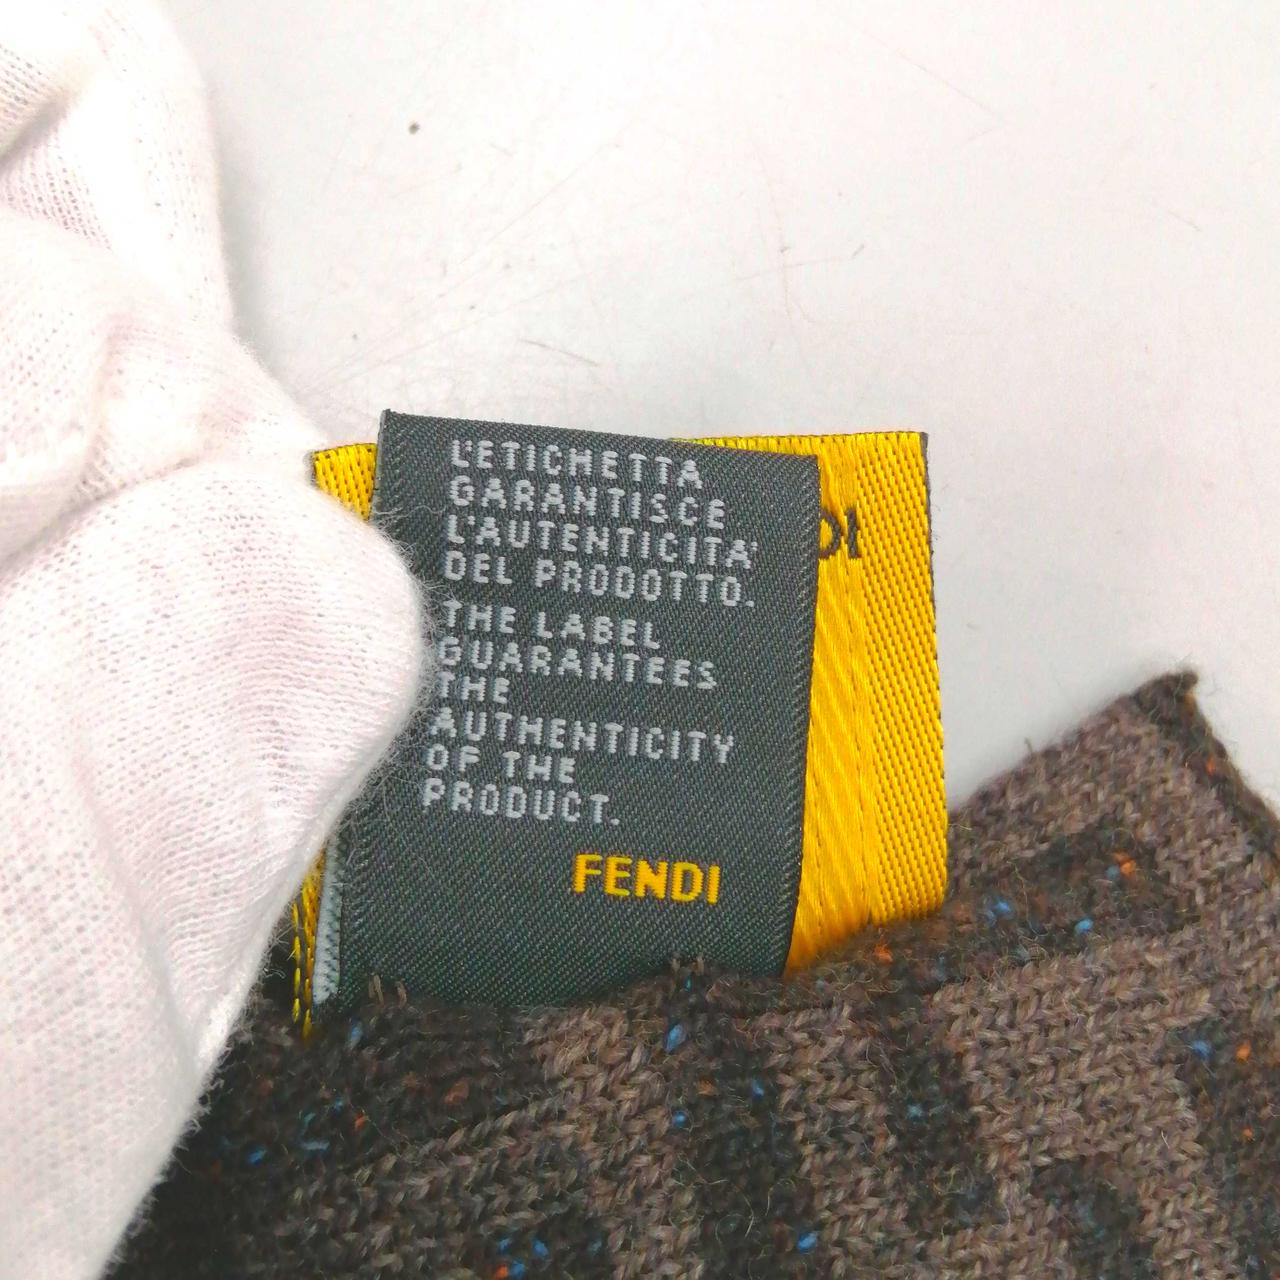 L'ETICHETTA
GARANTISCE
L'AUTENTICITA'
DEL PRODOTTO.
THE LABEL
GUARANTEES
THE
AUTHENTICITY
OF THE
PRODUCT.
FENDI